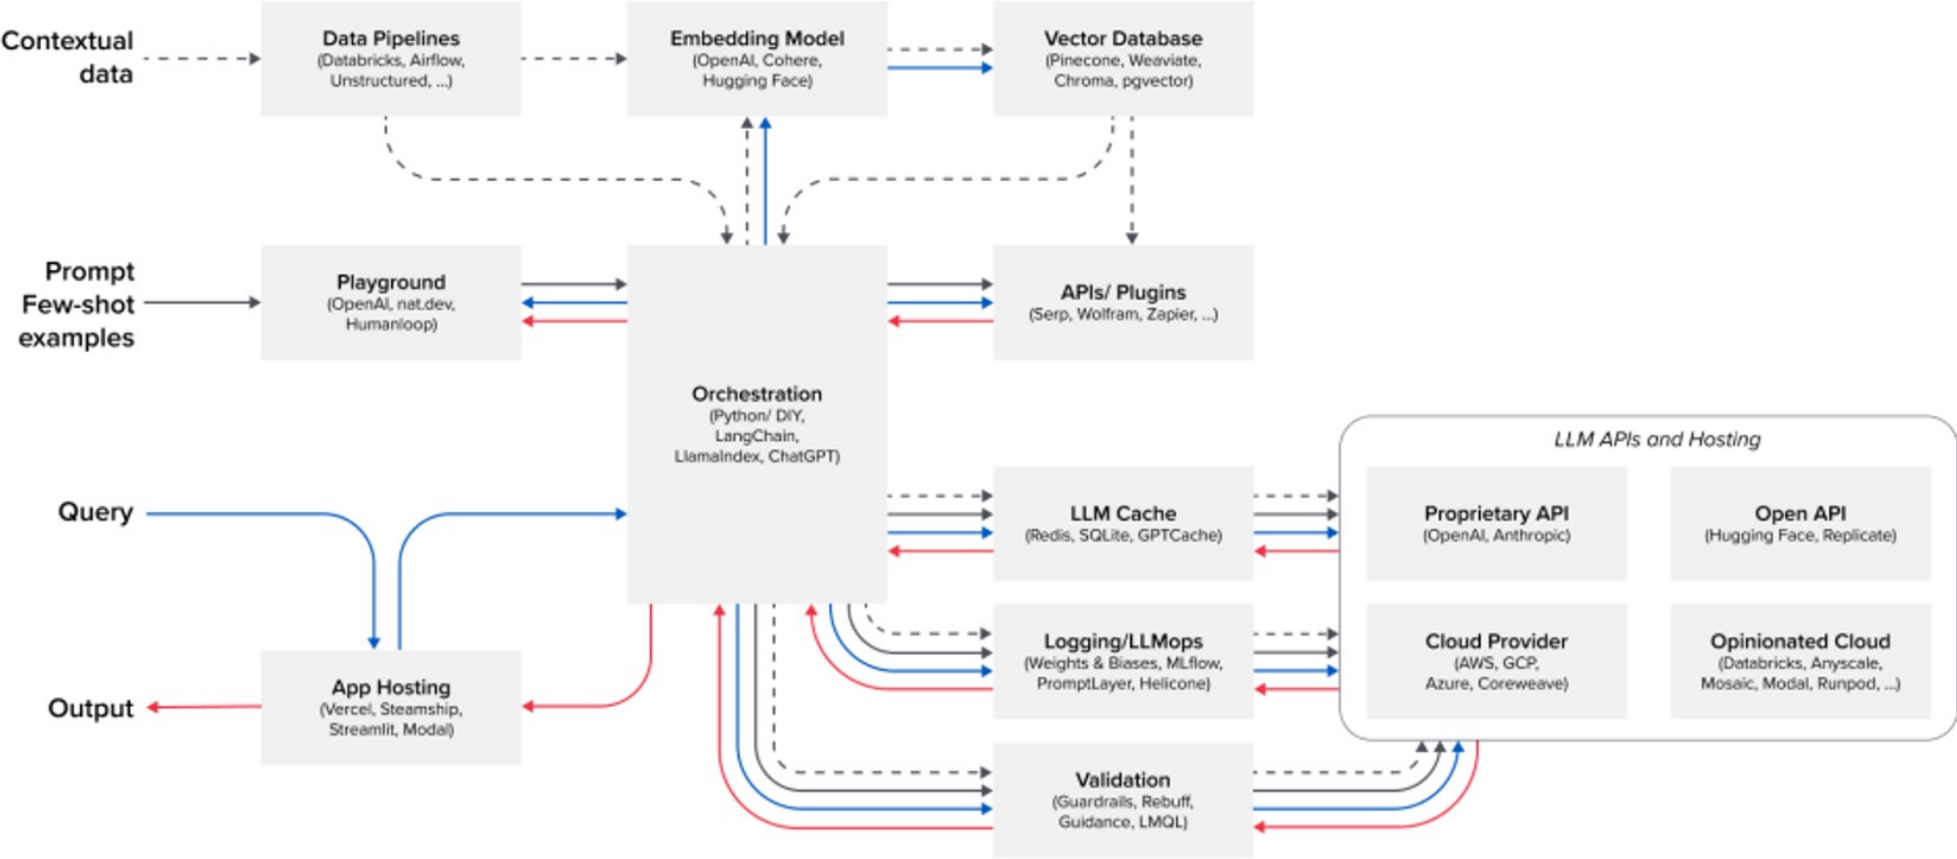 Contextual
data
Data Pipelines
(Databricks, Airflow,
Unstructured, ...)
Embedding Model
(OpenAI, Cohere,
Hugging Face)
Vector Database
(Pinecone, Weaviate,
Chroma, pgvector)
Prompt
Few-shot
examples
Playground
(OpenAI, nat.dev,
Humanloop)
Orchestration
(Python/ DIY,
LangChain,
LlamaIndex, ChatGPT)
APIs/ Plugins
(Serp, Wolfram, Zapier, ...)
Query
LLM Cache
(Redis, SQLite, GPTCache)
LLM APIs and Hosting
Proprietary API
(OpenAI, Anthropic)
Open API
(Hugging Face, Replicate)
Output
App Hosting
(Vercel, Steamship,
Streamlit, Modal)
Logging/LLMops
(Weights & Biases, MLflow,
PromptLayer, Helicone)
Cloud Provider
(AWS, GCP,
Azure, Coreweave)
Opinionated Cloud
(Databricks, Anyscale,
Mosaic, Modal, Runpod, ...)
Validation
(Guardrails, Rebuff,
Guidance, LMQL)